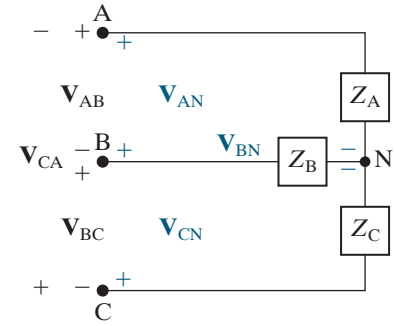 A
− + +
V_AB V_AN Z_A
V_BN
− B + − N
V_CA Z_B −
+
V_BC V_CN Z_C
+
+ −
C